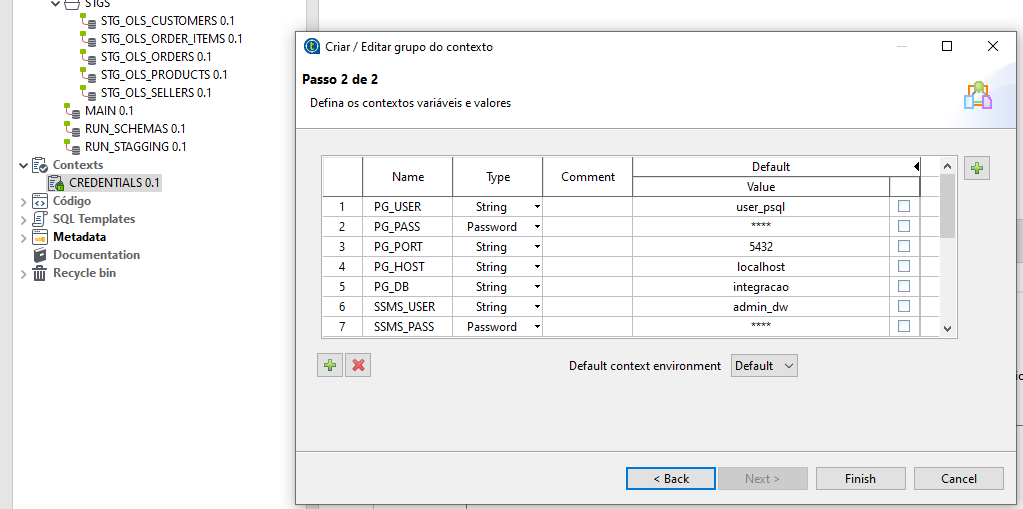 STGS
STG_OLS_CUSTOMERS 0.1
STG_OLS_ORDER_ITEMS 0.1
STG_OLS_ORDERS 0.1
STG_OLS_PRODUCTS 0.1
STG_OLS_SELLERS 0.1
MAIN 0.1
RUN_SCHEMAS 0.1
RUN_STAGGING 0.1
Contexts
CREDENTIALS 0.1
Código
SQL Templates
Metadata
Documentation
Recycle bin
Criar / Editar grupo do contexto
Passo 2 de 2
Defina os contextos variáveis e valores
Name Type Comment Default
Value
1 PG_USER String user_psql
2 PG_PASS Password ****
3 PG_PORT String 5432
4 PG_HOST String localhost
5 PG_DB String integracao
6 SSMS_USER String admin_dw
7 SSMS_PASS Password ****
Default context environment Default
< Back Next > Finish Cancel